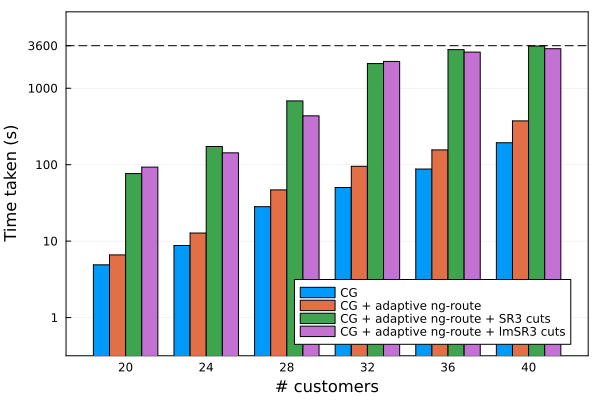 3600
1000
100
10
1
Time taken (s)
CG
CG + adaptive ng-route
CG + adaptive ng-route + SR3 cuts
CG + adaptive ng-route + lmSR3 cuts
20 24 28 32 36 40
# customers